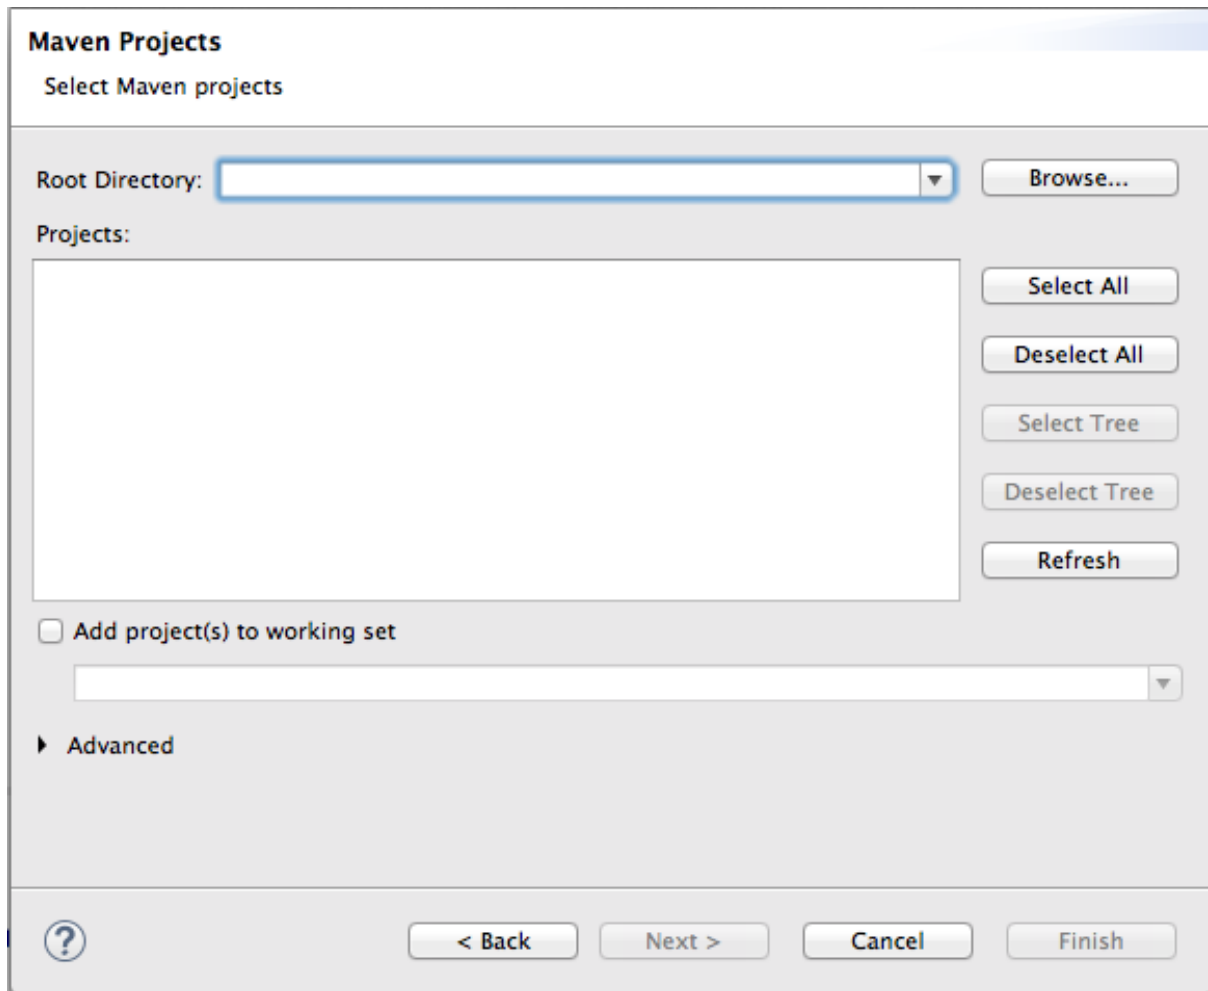 Maven Projects
Select Maven projects
Root Directory:
Browse...
Projects:
Select All
Deselect All
Select Tree
Deselect Tree
Refresh
Add project(s) to working set
Advanced
?
< Back
Next >
Cancel
Finish